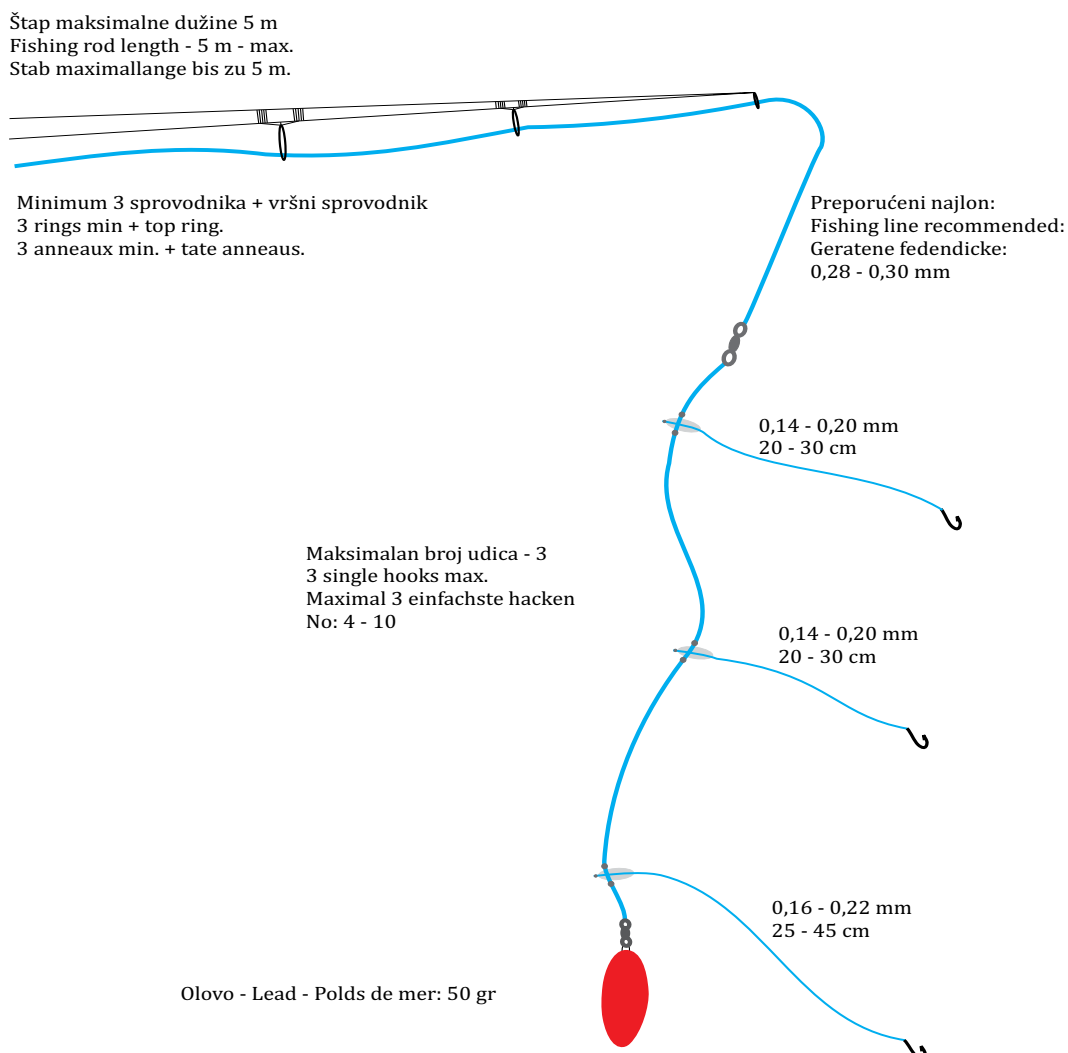 Štap maksimalne dužine 5 m
Fishing rod length - 5 m - max.
Stab maximallange bis zu 5 m.
Minimum 3 sprovodnika + vršni sprovodnik
3 rings min + top ring.
3 anneaux min. + tate anneaus.
Preporućeni najlon:
Fishing line recommended:
Geratene fedendicke:
0,28 - 0,30 mm
0,14 - 0,20 mm
20 - 30 cm
Maksimalan broj udica - 3
3 single hooks max.
Maximal 3 einfachste hacken
No: 4 - 10
0,14 - 0,20 mm
20 - 30 cm
0,16 - 0,22 mm
25 - 45 cm
Olovo - Lead - Polds de mer: 50 gr